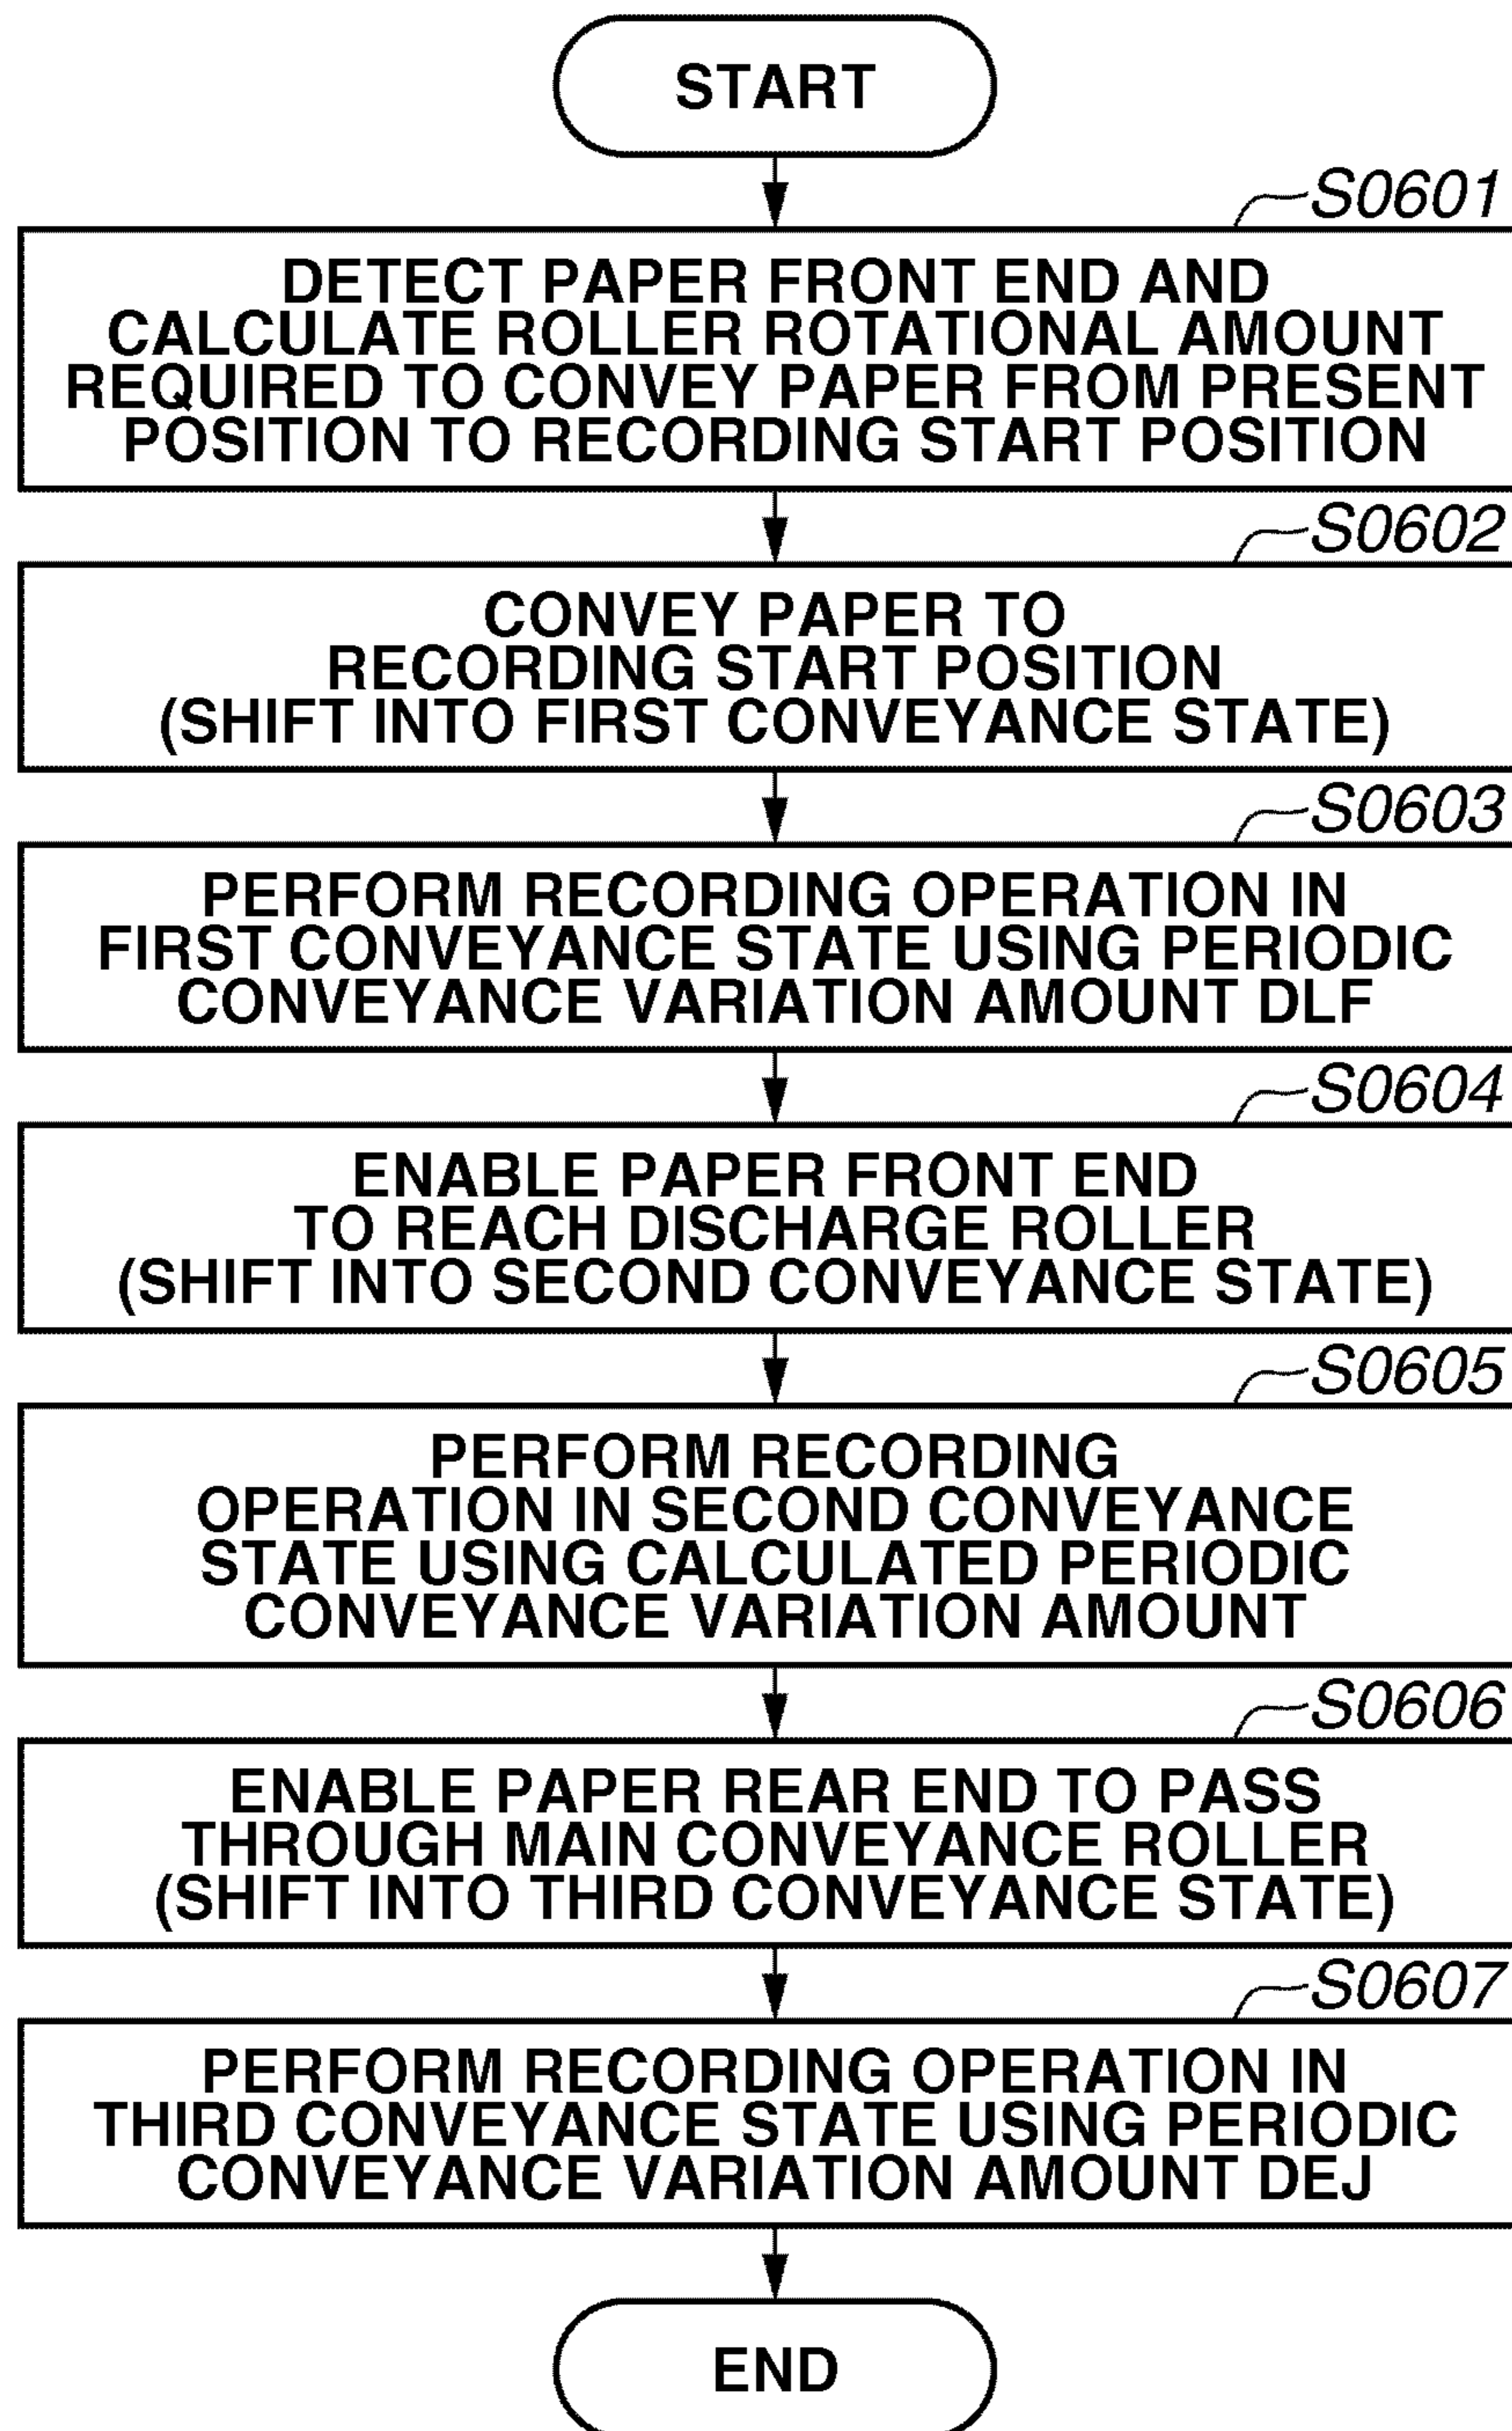 START
S0601
DETECT PAPER FRONT END AND
CALCULATE ROLLER ROTATIONAL AMOUNT
REQUIRED TO CONVEY PAPER FROM PRESENT
POSITION TO RECORDING START POSITION
S0602
CONVEY PAPER TO
RECORDING START POSITION
(SHIFT INTO FIRST CONVEYANCE STATE)
S0603
PERFORM RECORDING OPERATION IN
FIRST CONVEYANCE STATE USING PERIODIC
CONVEYANCE VARIATION AMOUNT DLF
S0604
ENABLE PAPER FRONT END
TO REACH DISCHARGE ROLLER
(SHIFT INTO SECOND CONVEYANCE STATE)
S0605
PERFORM RECORDING
OPERATION IN SECOND CONVEYANCE
STATE USING CALCULATED PERIODIC
CONVEYANCE VARIATION AMOUNT
S0606
ENABLE PAPER REAR END TO PASS
THROUGH MAIN CONVEYANCE ROLLER
(SHIFT INTO THIRD CONVEYANCE STATE)
S0607
PERFORM RECORDING OPERATION IN
THIRD CONVEYANCE STATE USING PERIODIC
CONVEYANCE VARIATION AMOUNT DEJ
END